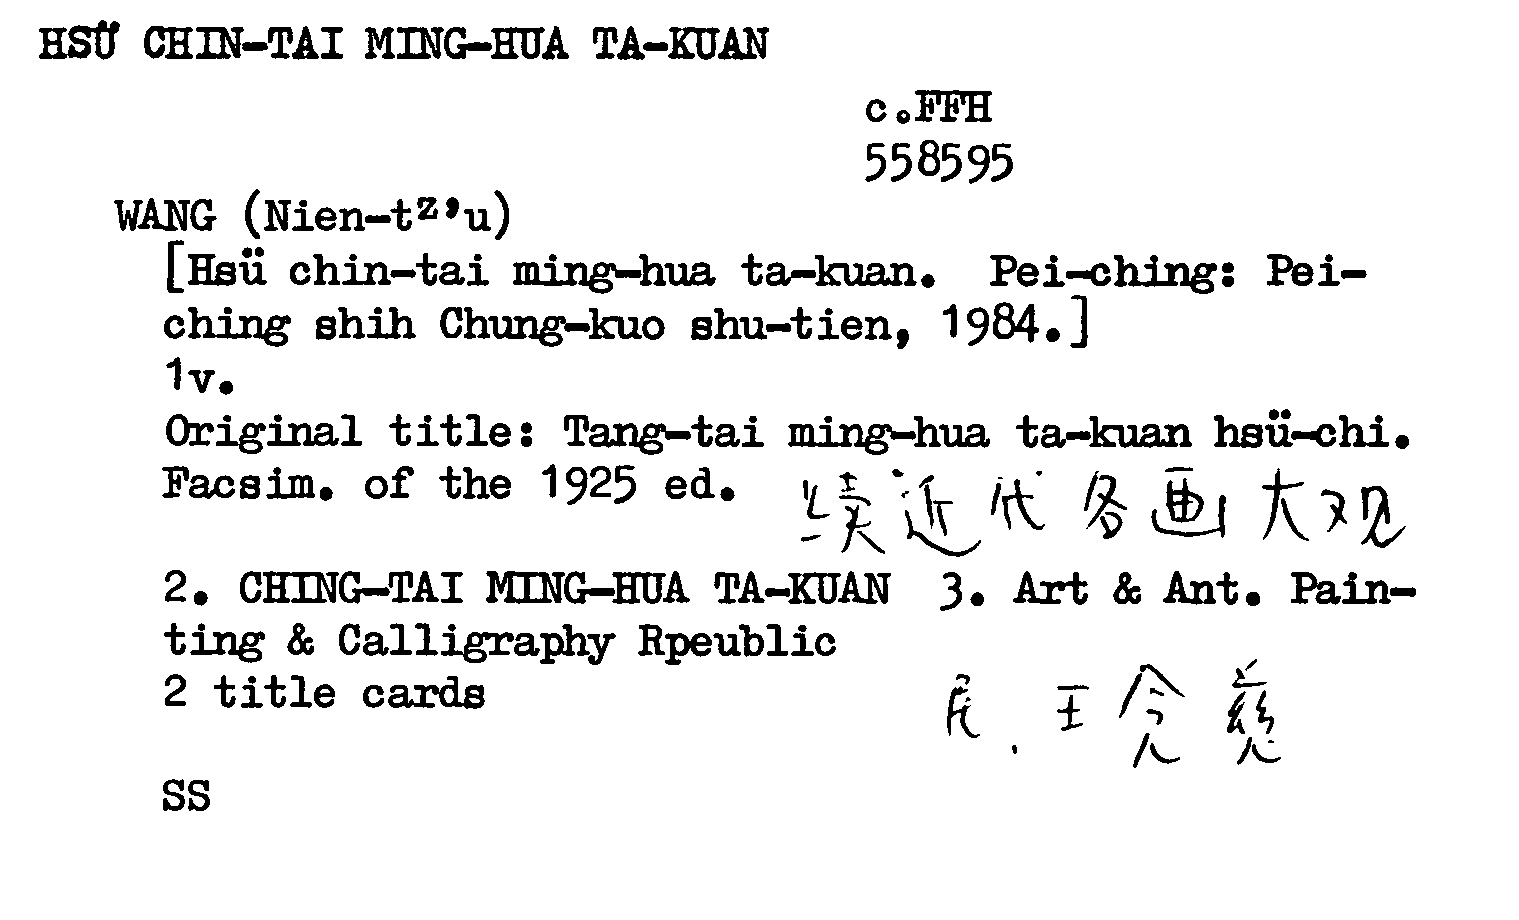 HSÜ CHIN-TAI MING-HUA TA-KUAN
c.FFH
558595
WANG (Nien-tz'u)
[Hsü chin-tai ming-hua ta-kuan. Pei-ching: Pei-
ching shih Chung-kuo shu-tien, 1984.]
1v.
Original title: Tang-tai ming-hua ta-kuan hsü-chi.
Facsim. of the 1925 ed. 续近代名画大观
2. CHING-TAI MING-HUA TA-KUAN 3. Art & Ant. Pain-
ting & Calligraphy Rpeublic
2 title cards
民. 王念慈
SS